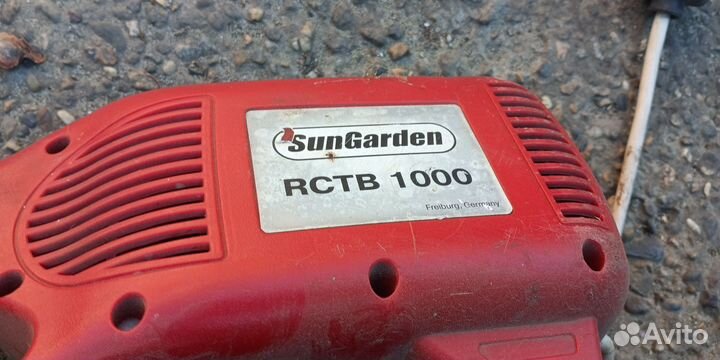 SunGarden
RCTB 1000
Freiburg, Germany
Avito